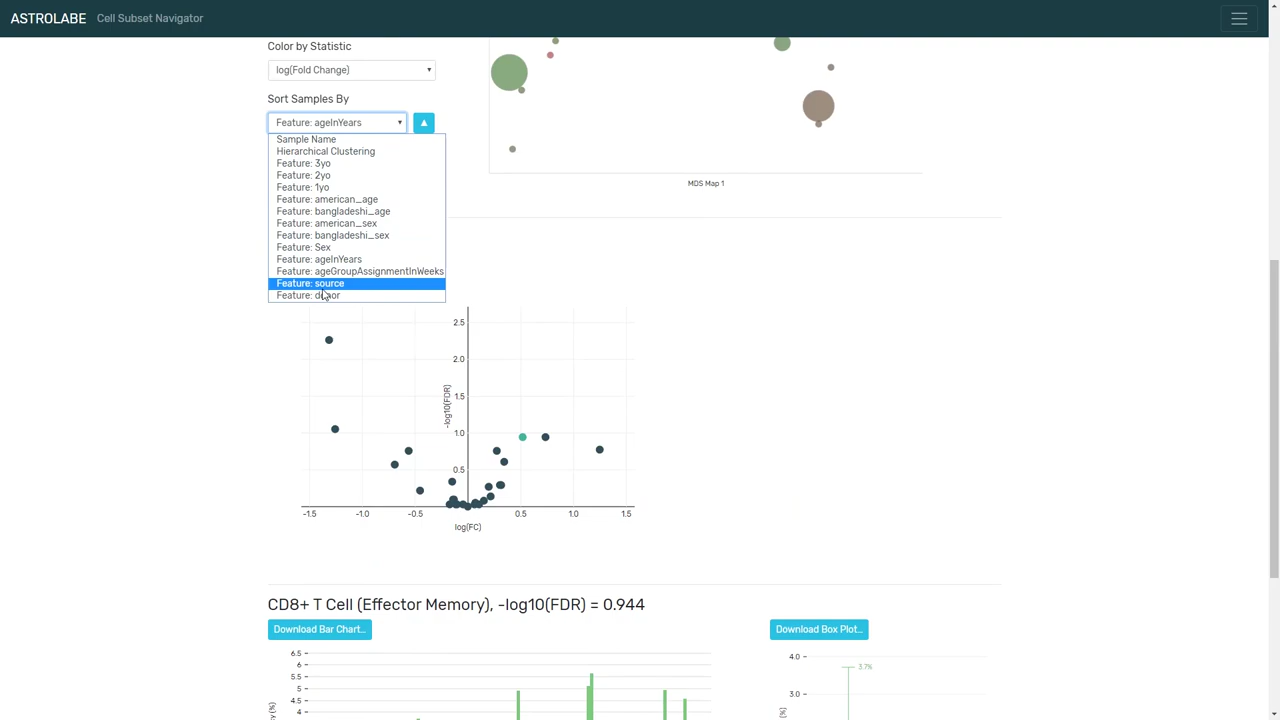 ASTROLABE Cell Subset Navigator
Color by Statistic
log(Fold Change)
Sort Samples By
Feature: ageInYears
▲
Sample Name
Hierarchical Clustering
Feature: 3yo
Feature: 2yo
Feature: 1yo
Feature: american_age
Feature: bangladeshi_age
Feature: american_sex
Feature: bangladeshi_sex
Feature: Sex
Feature: ageInYears
Feature: ageGroupAssignmentInWeeks
Feature: source
Feature: donor
MDS Map 1
2.5
2.0
1.5
1.0
0.5
-log10(FDR)
-1.5 -1.0 -0.5 0.5 1.0 1.5
log(FC)
CD8+ T Cell (Effector Memory), -log10(FDR) = 0.944
Download Bar Chart...
Download Box Plot...
6.5
6
5.5
5
4.5
4
4.0
3.7%
3.0